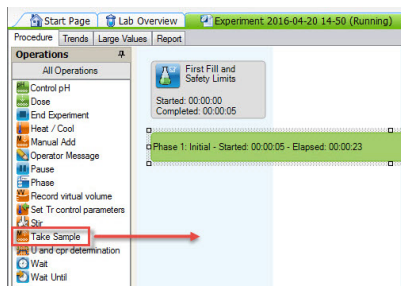 Start Page Lab Overview Experiment 2016-04-20 14-50 (Running)
Procedure Trends Large Values Report
Operations
All Operations
Control pH
Dose
End Experiment
Heat / Cool
Manual Add
Operator Message
Pause
Phase
Record virtual volume
Set Tr control parameters
Stir
Take Sample
U and cpr determination
Wait
Wait Until
First Fill and
Safety Limits
Started: 00:00:00
Completed: 00:00:05
Phase 1: Initial - Started: 00:00:05 - Elapsed: 00:00:23